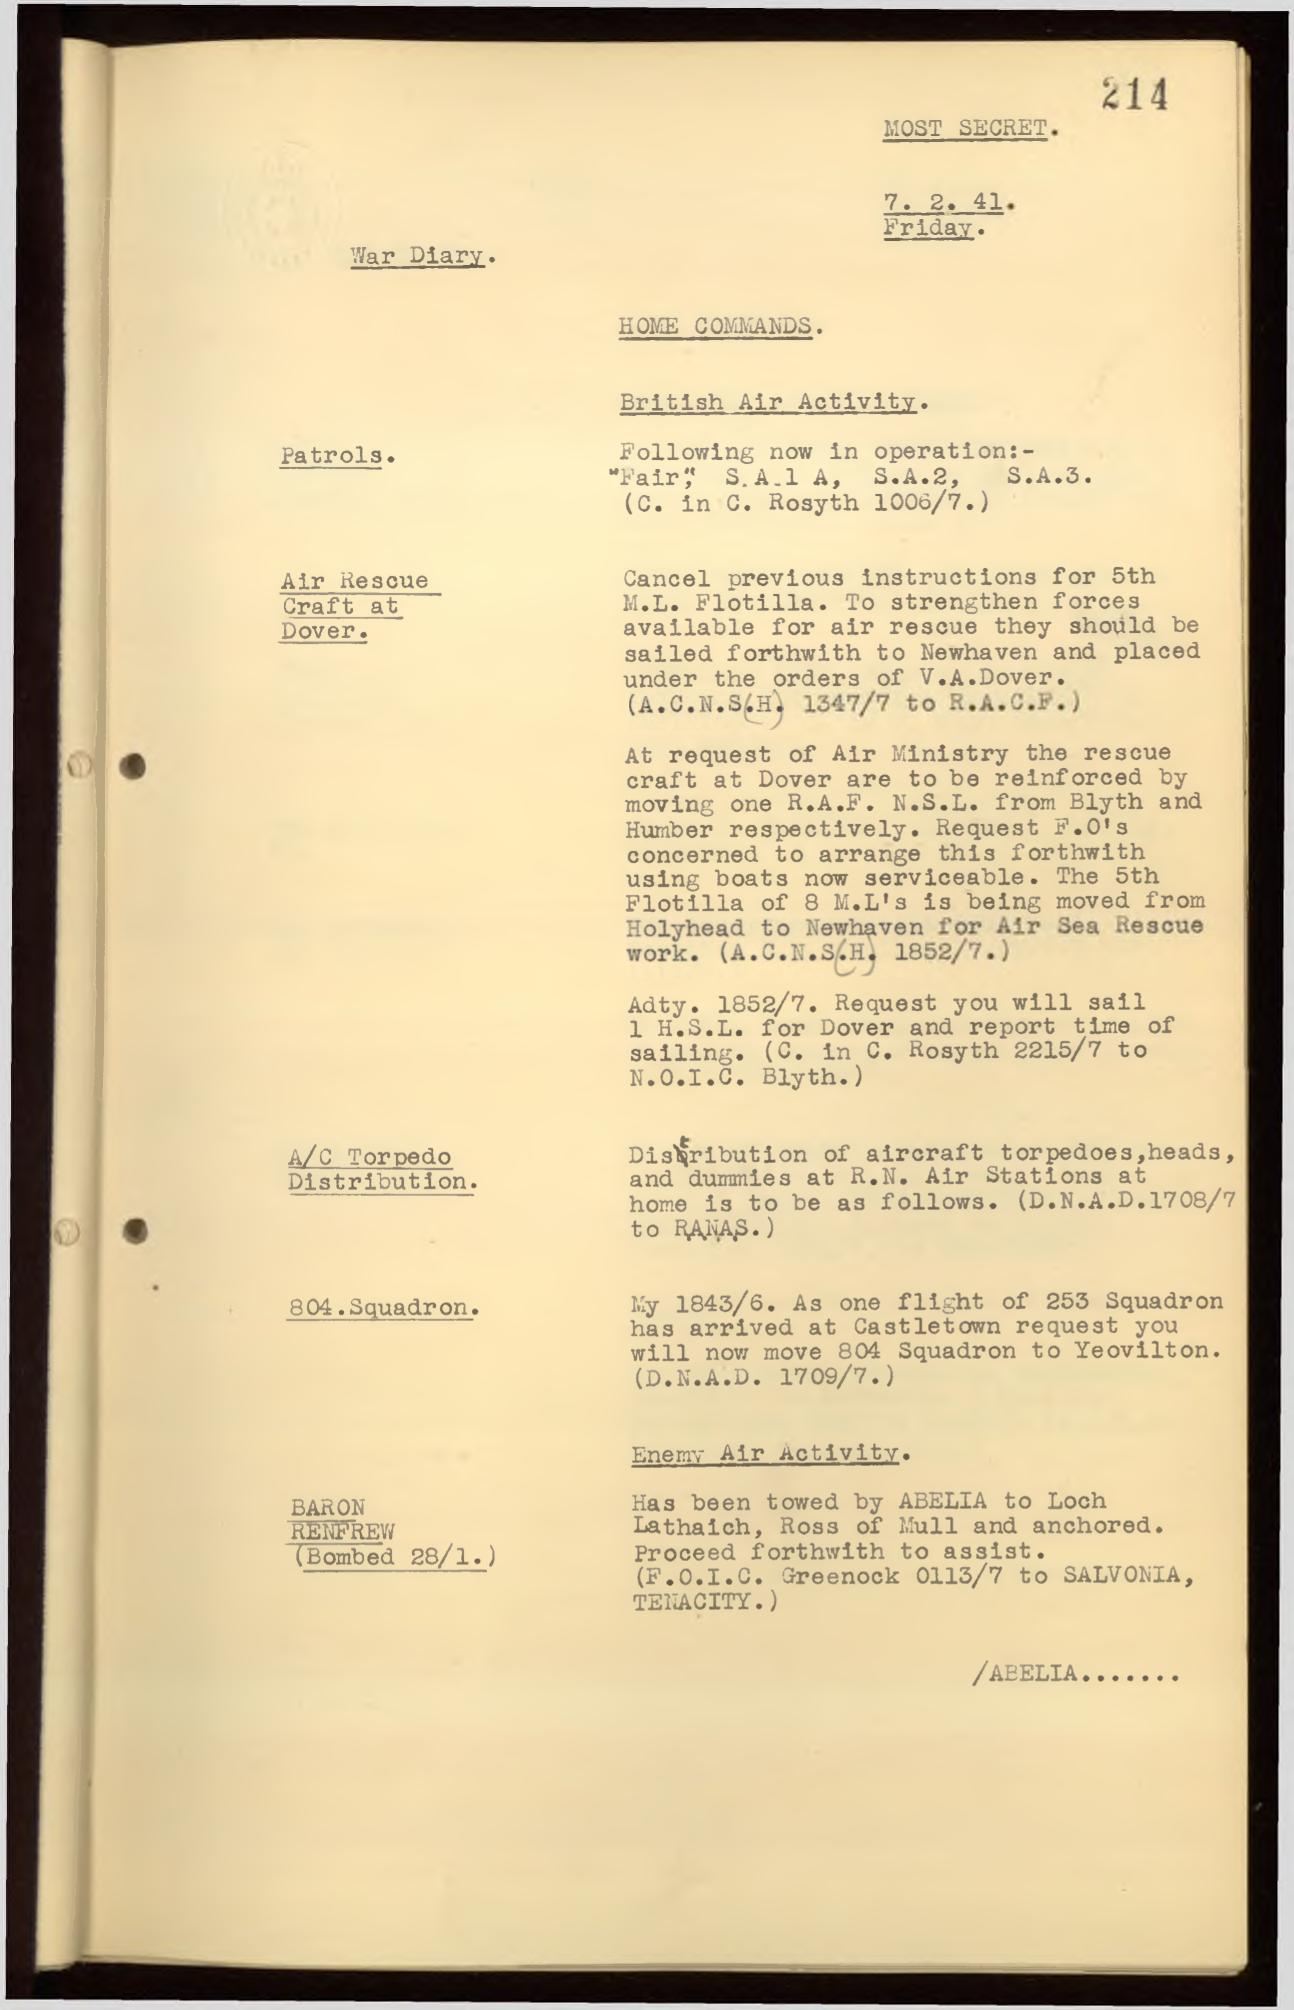 214
MOST SECRET.
7. 2. 41.
Friday.
War Diary.
HOME COMMANDS.
British Air Activity.
Patrols.
Following now in operation:-
"Fair", S.A.1 A, S.A.2, S.A.3.
(C. in C. Rosyth 1006/7.)
Air Rescue
Craft at
Dover.
Cancel previous instructions for 5th
M.L. Flotilla. To strengthen forces
available for air rescue they should be
sailed forthwith to Newhaven and placed
under the orders of V.A.Dover.
(A.C.N.S.(H) 1347/7 to R.A.C.F.)
At request of Air Ministry the rescue
craft at Dover are to be reinforced by
moving one R.A.F. N.S.L. from Blyth and
Humber respectively. Request F.O's
concerned to arrange this forthwith
using boats now serviceable. The 5th
Flotilla of 8 M.L's is being moved from
Holyhead to Newhaven for Air Sea Rescue
work. (A.C.N.S.(H) 1852/7.)
Adty. 1852/7. Request you will sail
1 H.S.L. for Dover and report time of
sailing. (C. in C. Rosyth 2215/7 to
N.O.I.C. Blyth.)
A/C Torpedo
Distribution.
Distribution of aircraft torpedoes,heads,
and dummies at R.N. Air Stations at
home is to be as follows. (D.N.A.D.1708/7
to R.A.N.A.S.)
804.Squadron.
My 1843/6. As one flight of 253 Squadron
has arrived at Castletown request you
will now move 804 Squadron to Yeovilton.
(D.N.A.D. 1709/7.)
Enemy Air Activity.
BARON
RENFREW
(Bombed 28/1.)
Has been towed by ABELIA to Loch
Lathaich, Ross of Mull and anchored.
Proceed forthwith to assist.
(F.O.I.C. Greenock 0113/7 to SALVONIA,
TENACITY.)
/ABELIA.......